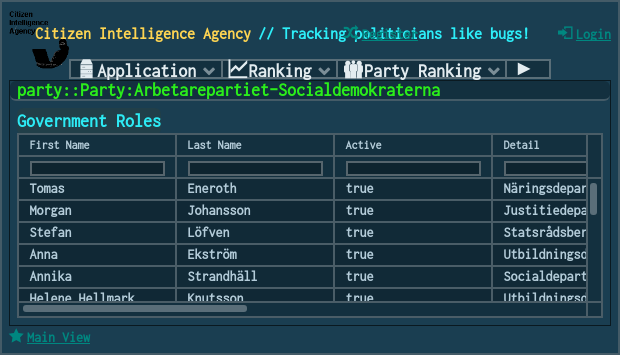 Citizen
Intelligence
Agency
Citizen Intelligence Agency // Tracking politicians like bugs!
Login
Application Ranking Party Ranking
party::Party:Arbetarepartiet-Socialdemokraterna
Government Roles
First Name Last Name Active Detail
Tomas Eneroth true Näringsdepar
Morgan Johansson true Justitiedepa
Stefan Löfven true Statsrådsber
Anna Ekström true Utbildningsd
Annika Strandhäll true Socialdepart
Helene Hellmark Knutsson true Utbildningsd
Main View